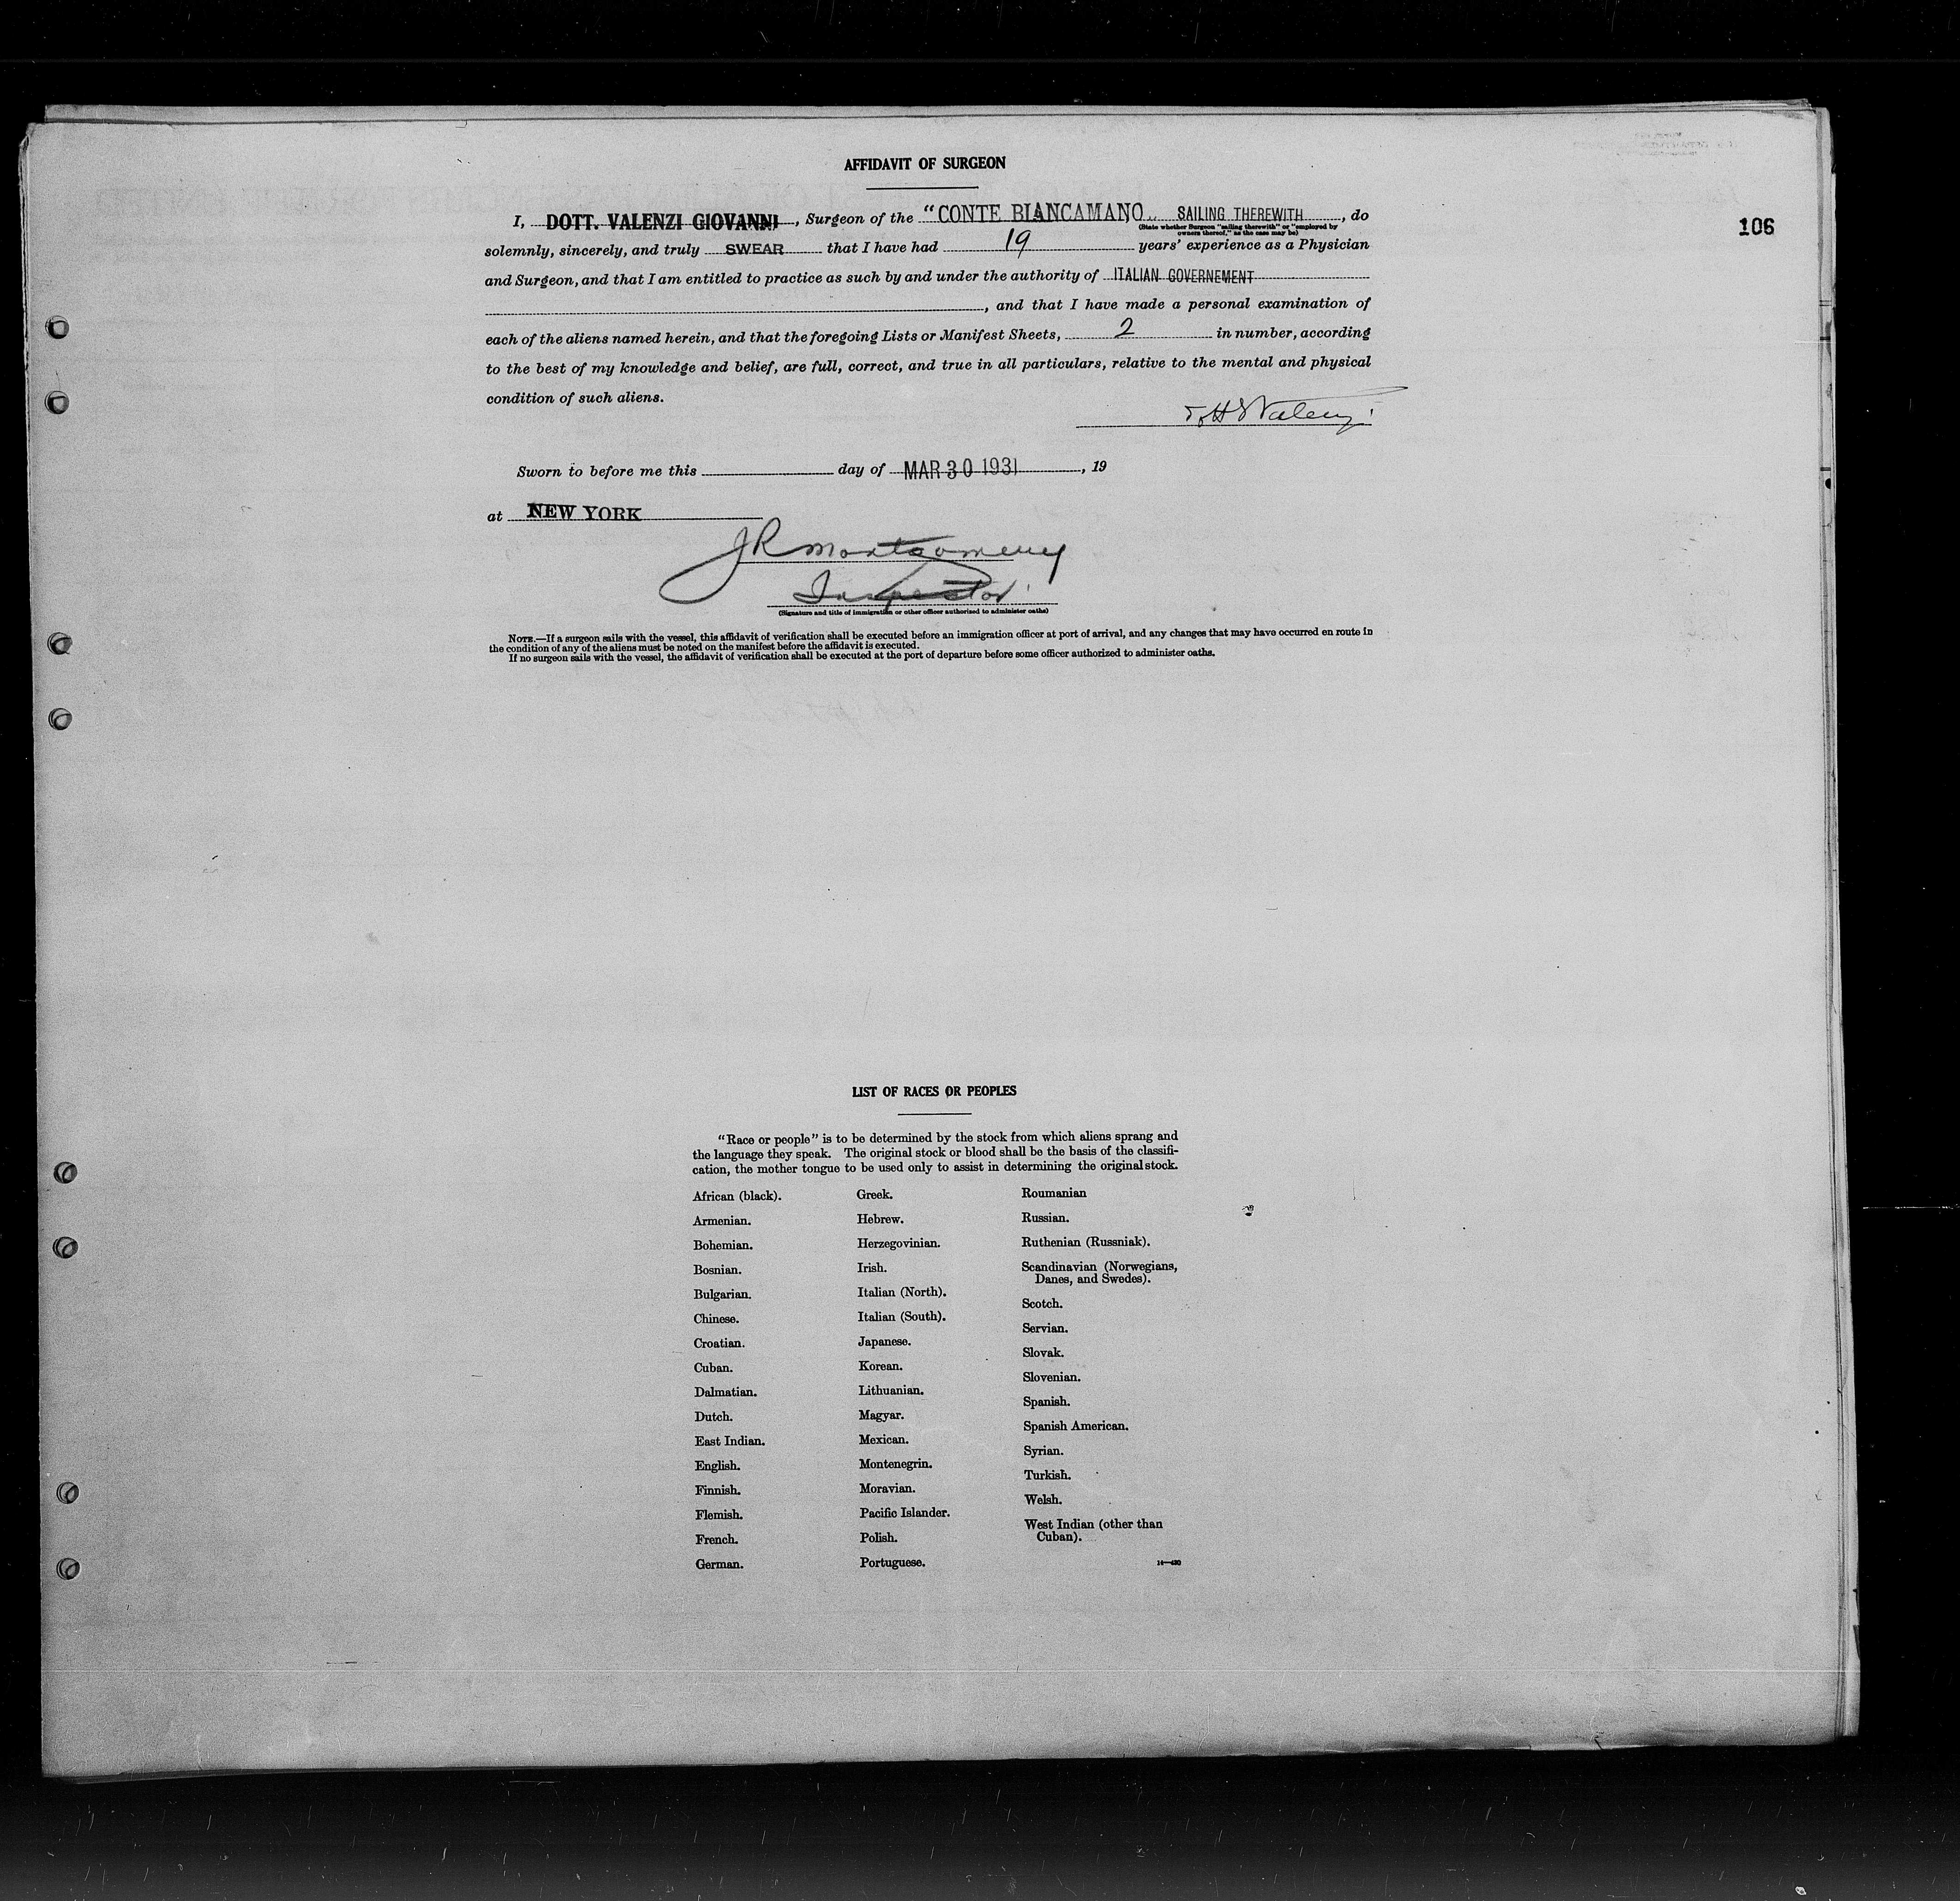 AFFIDAVIT OF SURGEON
I, DOTT. VALENZI GIOVANNI, Surgeon of the "CONTE BIANCAMANO„ SAILING THEREWITH, do
(State whether Surgeon "sailing therewith" or "employed by
owners thereof," as the case may be)
106
solemnly, sincerely, and truly SWEAR that I have had 19 years' experience as a Physician
and Surgeon, and that I am entitled to practice as such by and under the authority of ITALIAN GOVERNEMENT
, and that I have made a personal examination of
each of the aliens named herein, and that the foregoing Lists or Manifest Sheets, 2 in number, according
to the best of my knowledge and belief, are full, correct, and true in all particulars, relative to the mental and physical
condition of such aliens.
Valenzi
Sworn to before me this day of MAR 30 1931, 19
at NEW YORK
JR Montgomery
Inspector
(Signature and title of immigration or other officer authorized to administer oaths)
NOTE.—If a surgeon sails with the vessel, this affidavit of verification shall be executed before an immigration officer at port of arrival, and any changes that may have occurred en route in
the condition of any of the aliens must be noted on the manifest before the affidavit is executed.
If no surgeon sails with the vessel, the affidavit of verification shall be executed at the port of departure before some officer authorized to administer oaths.
LIST OF RACES OR PEOPLES
"Race or people" is to be determined by the stock from which aliens sprang and
the language they speak. The original stock or blood shall be the basis of the classifi-
cation, the mother tongue to be used only to assist in determining the original stock.
African (black).
Armenian.
Bohemian.
Bosnian.
Bulgarian.
Chinese.
Croatian.
Cuban.
Dalmatian.
Dutch.
East Indian.
English.
Finnish.
Flemish.
French.
German.
Greek.
Hebrew.
Herzegovinian.
Irish.
Italian (North).
Italian (South).
Japanese.
Korean.
Lithuanian.
Magyar.
Mexican.
Montenegrin.
Moravian.
Pacific Islander.
Polish.
Portuguese.
Roumanian
Russian.
Ruthenian (Russniak).
Scandinavian (Norwegians,
Danes, and Swedes).
Scotch.
Servian.
Slovak.
Slovenian.
Spanish.
Spanish American.
Syrian.
Turkish.
Welsh.
West Indian (other than
Cuban).